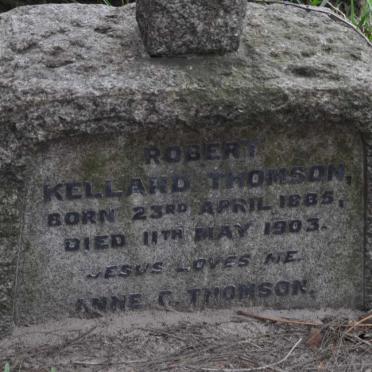 ROBERT
KELLARD THOMSON,
BORN 23RD APRIL 1885,
DIED 11TH MAY 1903.
JESUS LOVES ME.
ANNE C. THOMSON.